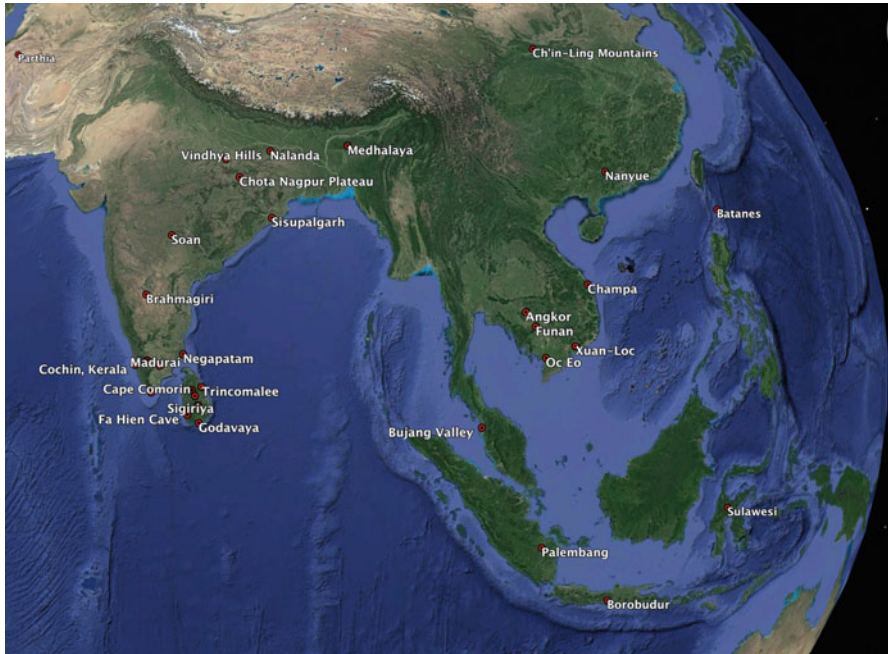 Parthia
Ch'in-Ling Mountains
Vindhya Hills
Nalanda
Medhalaya
Chota Nagpur Plateau
Nanyue
Sisupalgarh
Batanes
Soan
Brahmagiri
Champa
Angkor
Funan
Xuan-Loc
Oc Eo
Negapatam
Madurai
Cochin, Kerala
Cape Comorin
Trincomalee
Sigiriya
Fa Hien Cave
Godavaya
Bujang Valley
Sulawesi
Palembang
Borobudur